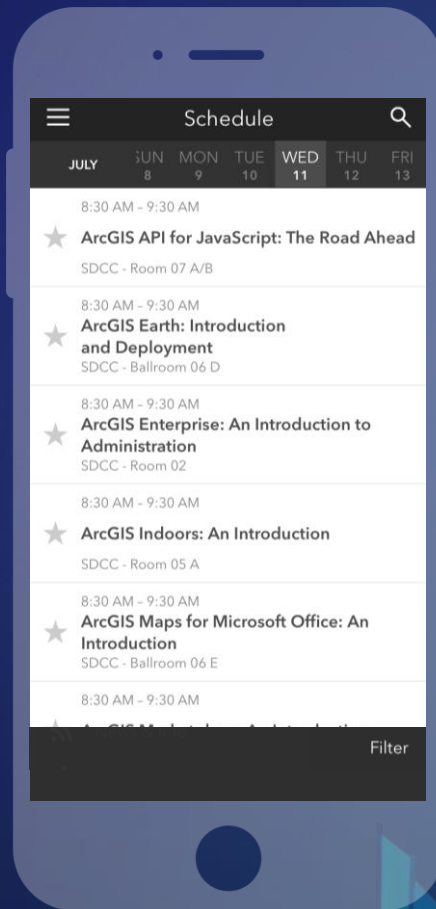 Schedule
JULY SUN MON TUE WED THU FRI
8 9 10 11 12 13
8:30 AM – 9:30 AM
ArcGIS API for JavaScript: The Road Ahead
SDCC - Room 07 A/B
8:30 AM – 9:30 AM
ArcGIS Earth: Introduction
and Deployment
SDCC - Ballroom 06 D
8:30 AM – 9:30 AM
ArcGIS Enterprise: An Introduction to
Administration
SDCC - Room 02
8:30 AM – 9:30 AM
ArcGIS Indoors: An Introduction
SDCC - Room 05 A
8:30 AM – 9:30 AM
ArcGIS Maps for Microsoft Office: An
Introduction
SDCC - Ballroom 06 E
8:30 AM – 9:30 AM
Filter